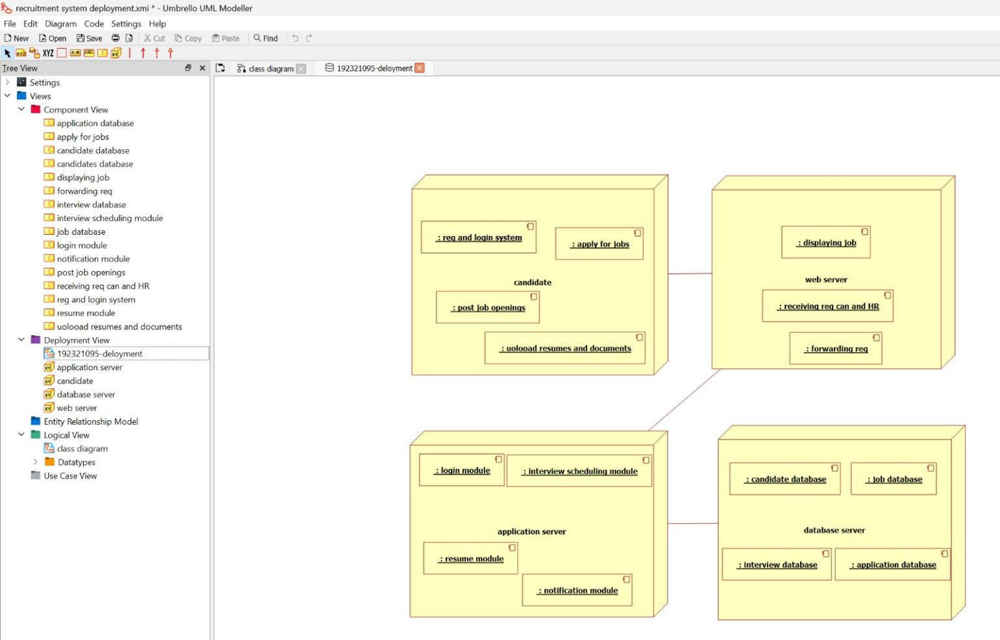 recruitment system deployment.xmi * - Umbrello UML Modeller
File Edit Diagram Code Settings Help
New Open Save Cut Copy Paste Find
XYZ XYZ A-B XY
Tree View
class diagram
192321095-deloyment
Settings
Views
Component View
application database
apply for jobs
candidate database
candidates database
displaying job
forwarding req
interview database
interview scheduling module
job database
login module
notification module
post job openings
receiving req can and HR
reg and login system
resume module
uolooad resumes and documents
Deployment View
192321095-deloyment
XY application server
XY candidate
XY database server
XY web server
Entity Relationship Model
Logical View
class diagram
Datatypes
Use Case View
: reg and login system
: apply for jobs
candidate
: post job openings
: uolooad resumes and documents
: displaying job
web server
: receiving req can and HR
: forwarding req
: login module
: interview scheduling module
application server
: resume module
: notification module
: candidate database
: job database
database server
: interview database
: application database